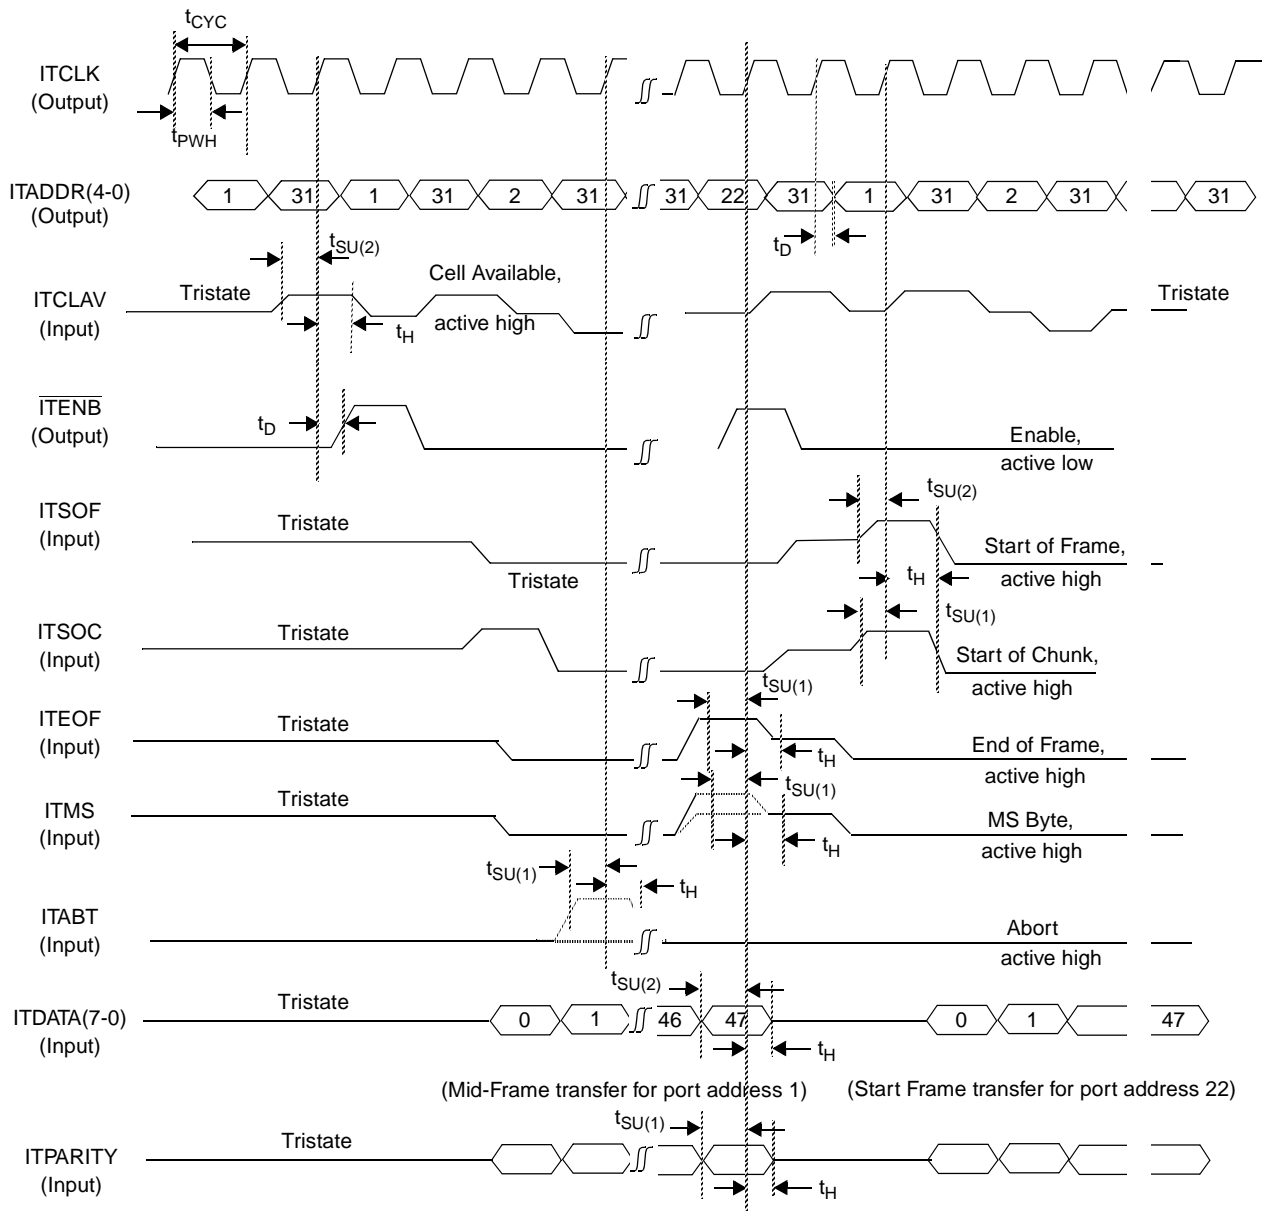 tCYC
ITCLK
(Output)
tPWH
ITADDR(4-0)
(Output)
1 31 1 31 2 31 31 22 31 1 31 2 31 31
tSU(2)
tD
Cell Available,
ITCLAV
(Input)
Tristate
tH
active high
Tristate
ITENB
(Output)
tD
Enable,
active low
tSU(2)
ITSOF
(Input)
Tristate
Tristate
Start of Frame,
tH
active high
tSU(1)
ITSOC
(Input)
Tristate
Start of Chunk,
active high
tSU(1)
ITEOF
(Input)
Tristate
tH
End of Frame,
active high
tSU(1)
ITMS
(Input)
Tristate
MS Byte,
tH
active high
tSU(1)
tH
ITABT
(Input)
Abort
active high
tSU(2)
ITDATA(7-0)
(Input)
Tristate
0 1 46 47 0 1 47
tH
(Mid-Frame transfer for port address 1) (Start Frame transfer for port address 22)
tSU(1)
ITPARITY
(Input)
Tristate
tH